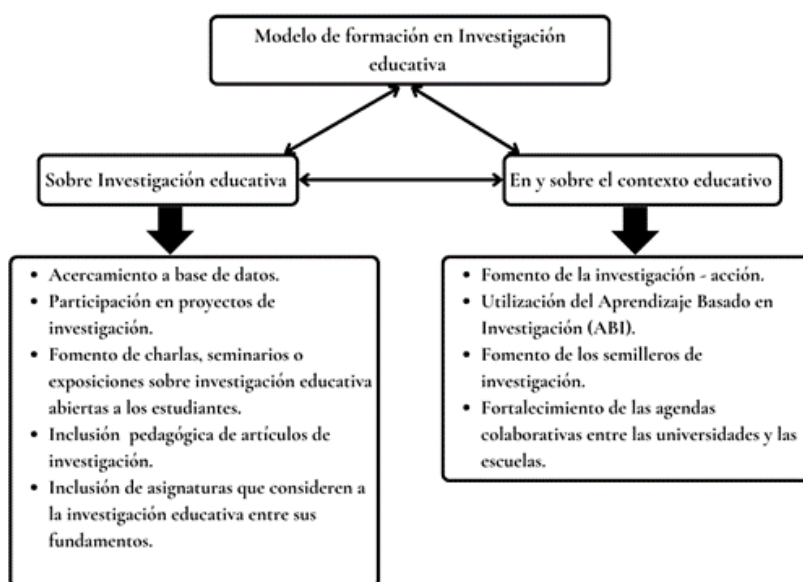 Modelo de formación en Investigación
educativa
Sobre Investigación educativa
En y sobre el contexto educativo
• Acercamiento a base de datos.
• Participación en proyectos de
investigación.
• Fomento de charlas, seminarios o
exposiciones sobre investigación educativa
abiertas a los estudiantes.
• Inclusión pedagógica de artículos de
investigación.
• Inclusión de asignaturas que consideren a
la investigación educativa entre sus
fundamentos.
• Fomento de la investigación - acción.
• Utilización del Aprendizaje Basado en
Investigación (ABI).
• Fomento de los semilleros de
investigación.
• Fortalecimiento de las agendas
colaborativas entre las universidades y las
escuelas.